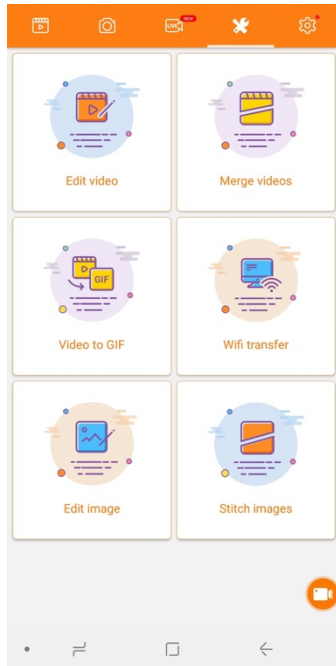 LIVE
NEW
Edit video
Merge videos
GIF
Video to GIF
Wifi transfer
Edit image
Stitch images